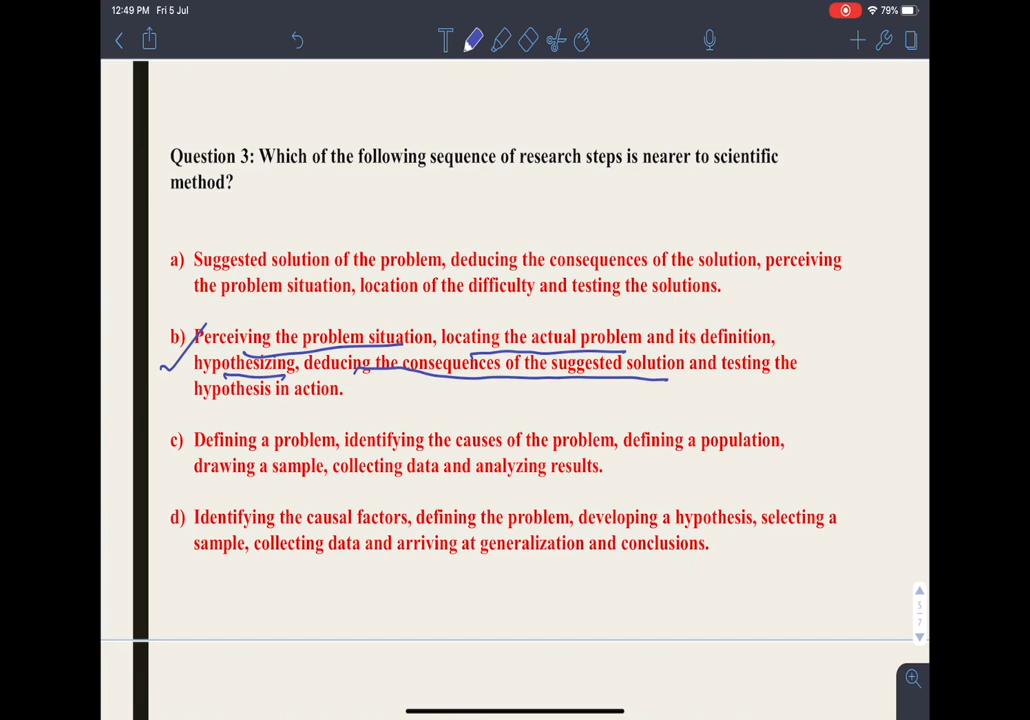 12:49 PM Fri 5 Jul
79%
Question 3: Which of the following sequence of research steps is nearer to scientific
method?
a) Suggested solution of the problem, deducing the consequences of the solution, perceiving
the problem situation, location of the difficulty and testing the solutions.
b) Perceiving the problem situation, locating the actual problem and its definition,
hypothesizing, deducing the consequences of the suggested solution and testing the
hypothesis in action.
c) Defining a problem, identifying the causes of the problem, defining a population,
drawing a sample, collecting data and analyzing results.
d) Identifying the causal factors, defining the problem, developing a hypothesis, selecting a
sample, collecting data and arriving at generalization and conclusions.
5
7